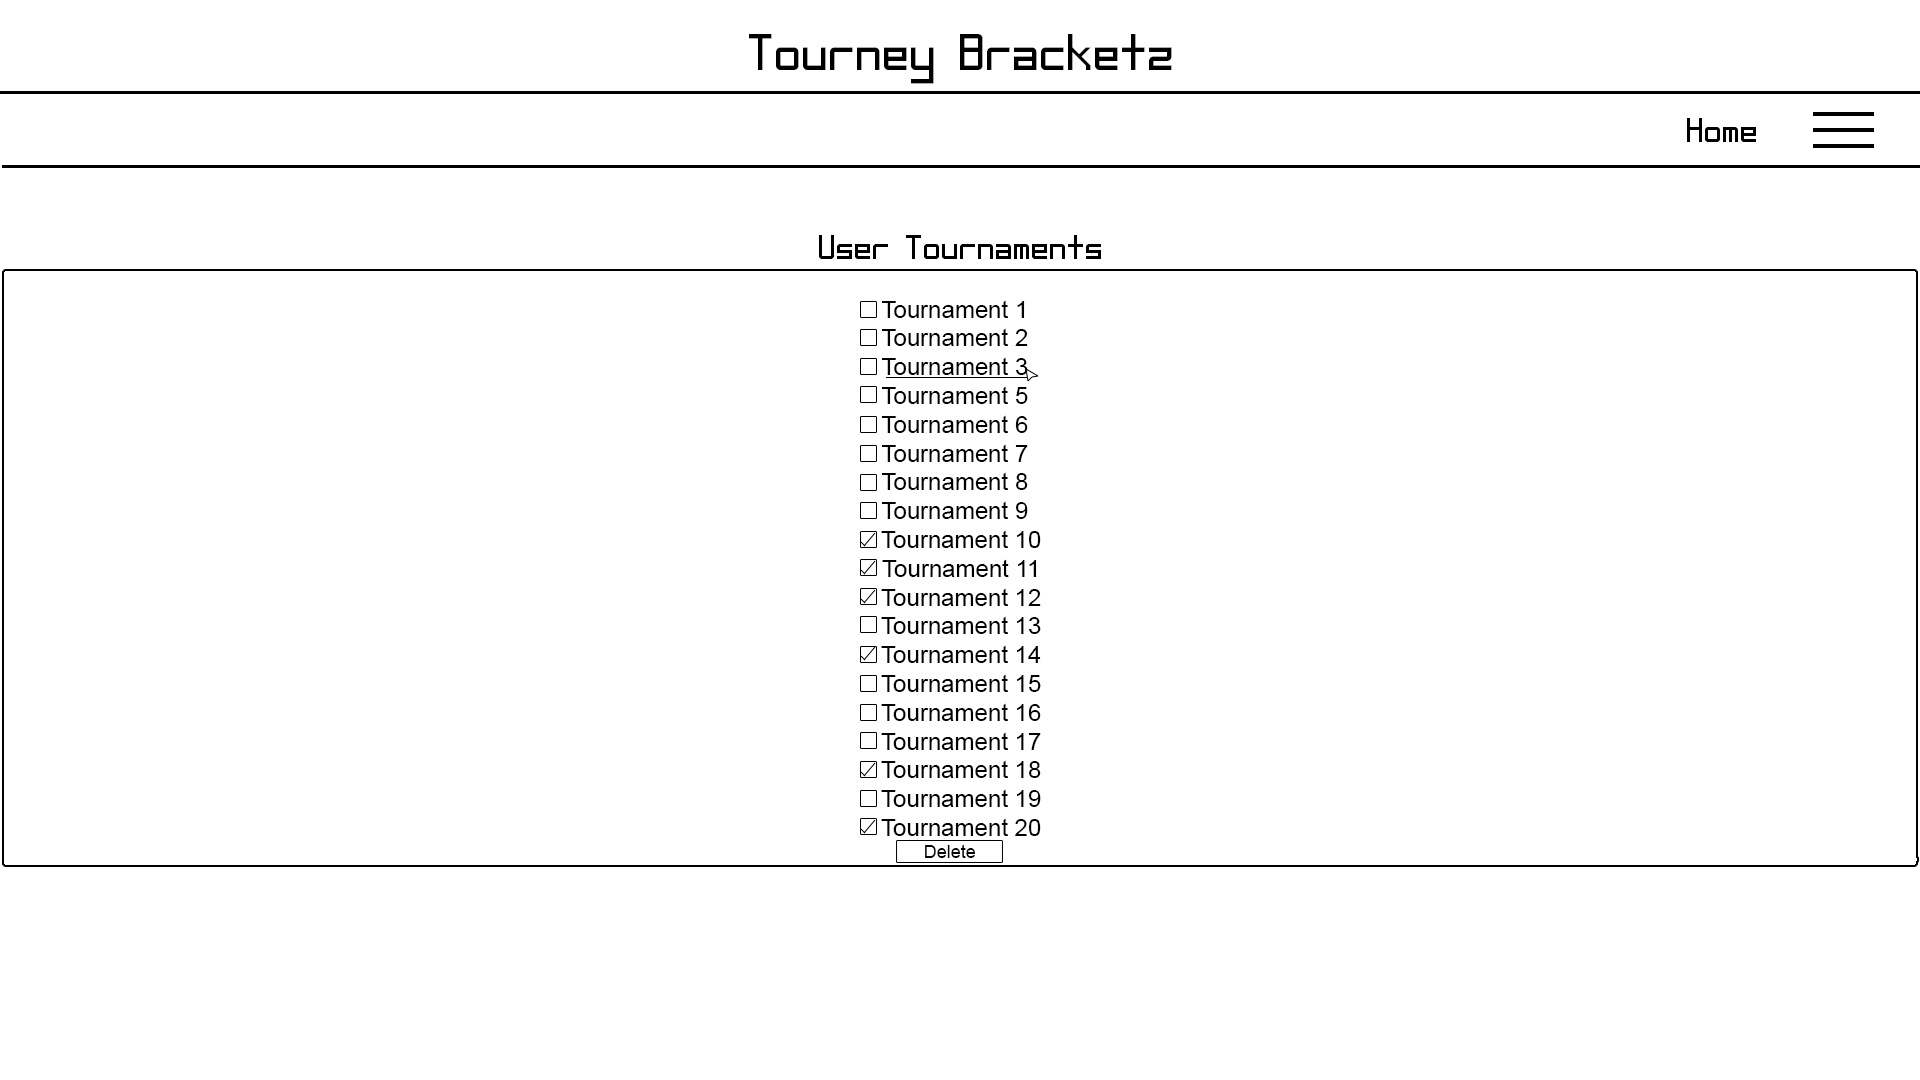 Tourney Bracketz
Home
User Tournaments
Tournament 1
Tournament 2
Tournament 3
Tournament 5
Tournament 6
Tournament 7
Tournament 8
Tournament 9
Tournament 10
Tournament 11
Tournament 12
Tournament 13
Tournament 14
Tournament 15
Tournament 16
Tournament 17
Tournament 18
Tournament 19
Tournament 20
Delete